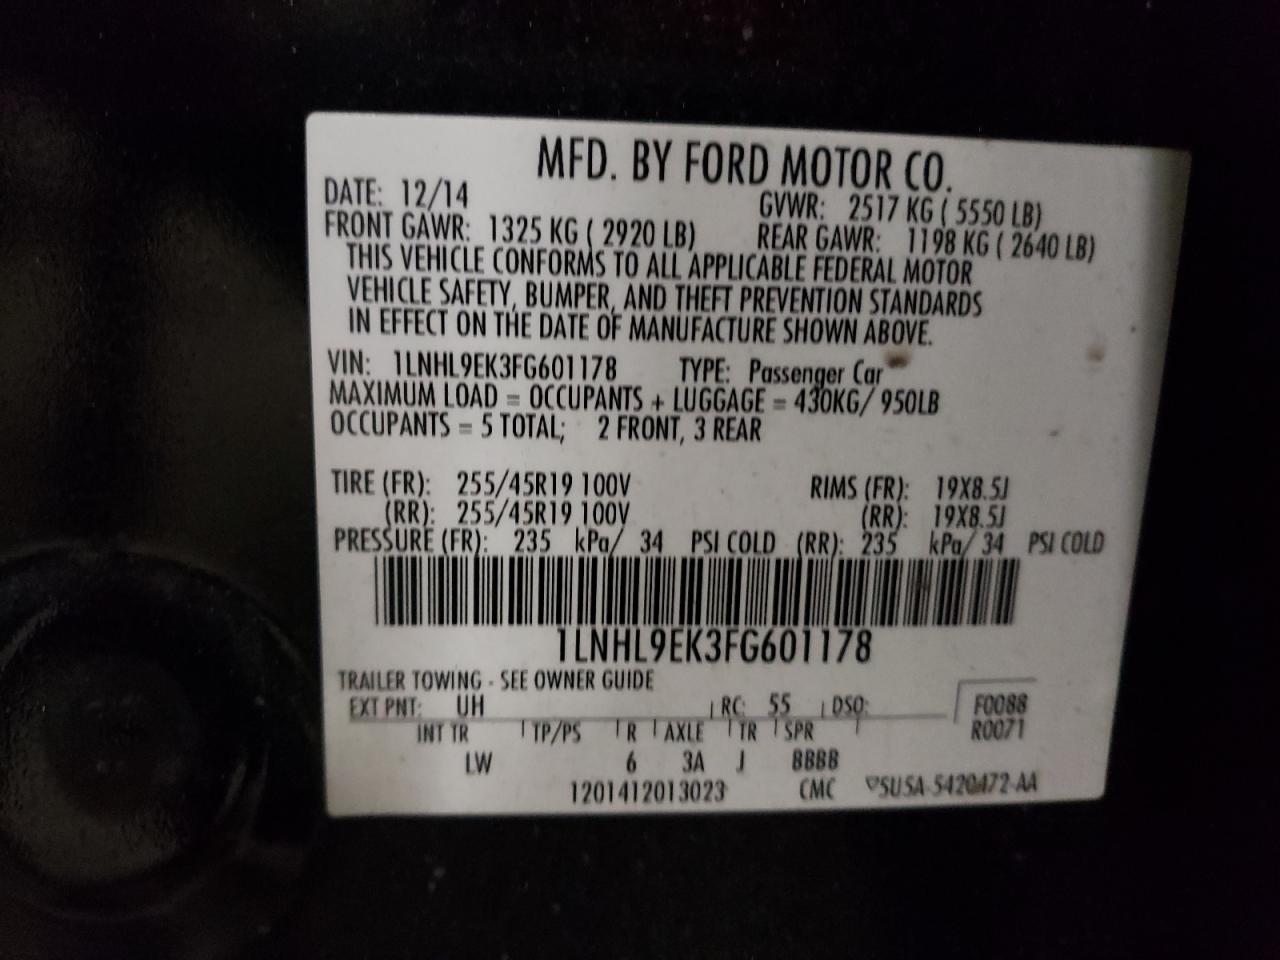 MFD. BY FORD MOTOR CO.
DATE: 12/14 GVWR: 2517 KG ( 5550 LB)
FRONT GAWR: 1325 KG ( 2920 LB) REAR GAWR: 1198 KG ( 2640 LB)
THIS VEHICLE CONFORMS TO ALL APPLICABLE FEDERAL MOTOR
VEHICLE SAFETY, BUMPER, AND THEFT PREVENTION STANDARDS
IN EFFECT ON THE DATE OF MANUFACTURE SHOWN ABOVE.
VIN: 1LNHL9EK3FG601178 TYPE: Passenger Car
MAXIMUM LOAD = OCCUPANTS + LUGGAGE = 430KG/ 950LB
OCCUPANTS = 5 TOTAL; 2 FRONT, 3 REAR
TIRE (FR): 255/45R19 100V RIMS (FR): 19X8.5J
(RR): 255/45R19 100V (RR): 19X8.5J
PRESSURE (FR): 235 kPa/ 34 PSI COLD (RR): 235 kPa/ 34 PSI COLD
1LNHL9EK3FG601178
TRAILER TOWING - SEE OWNER GUIDE
EXT PNT: UH RC: 55 DSO: F0088
INT TR TP/PS R AXLE TR SPR R0071
LW 6 3A J BBBB
1201412013023 CMC 5U5A-5420472-AA